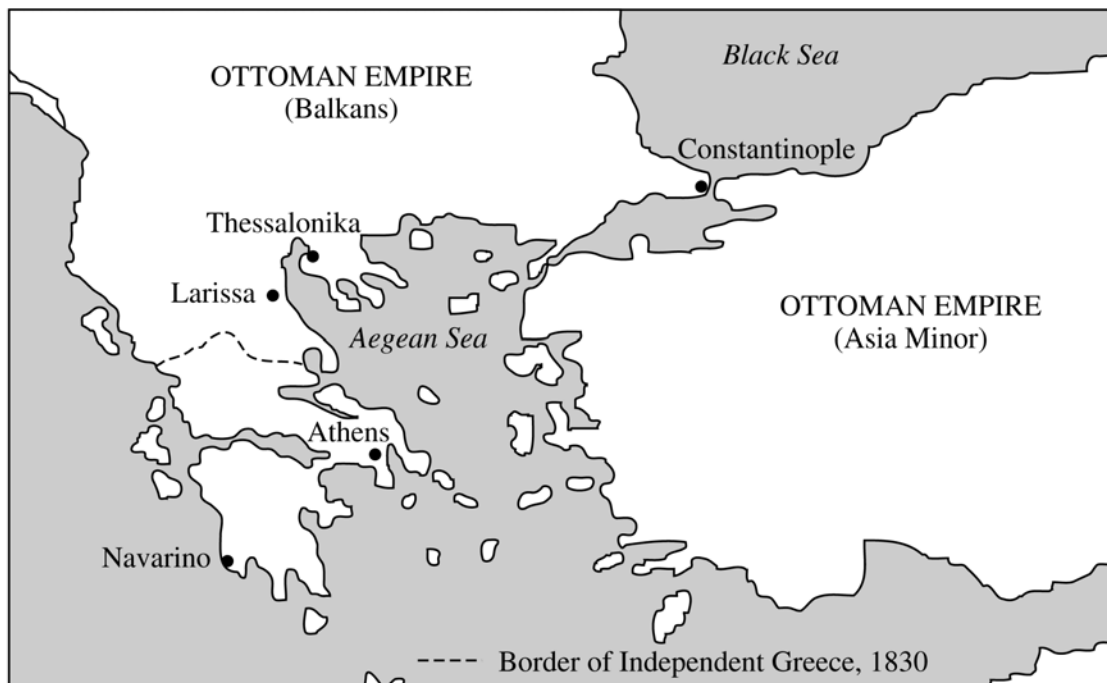 Black Sea
OTTOMAN EMPIRE
(Balkans)
Constantinople
Thessalonika
Larissa
OTTOMAN EMPIRE
(Asia Minor)
Aegean Sea
Athens
Navarino
Border of Independent Greece, 1830